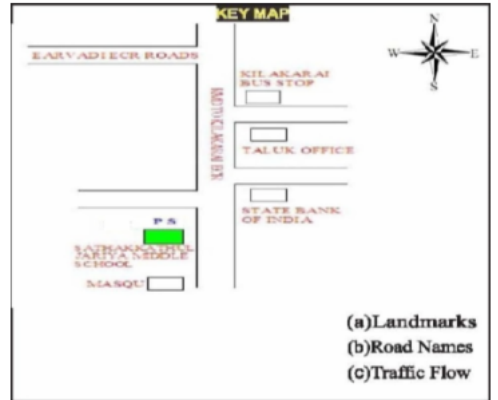 KEY MAP
N
W
E
S
EARVADI ECR ROADS
KILAKARAI
BUS STOP
TALUK OFFICE
STATE BANK
OF INDIA
P S
SATHAKKATHUL
JARIYA MIDDLE
SCHOOL
MASQU
(a)Landmarks
(b)Road Names
(c)Traffic Flow